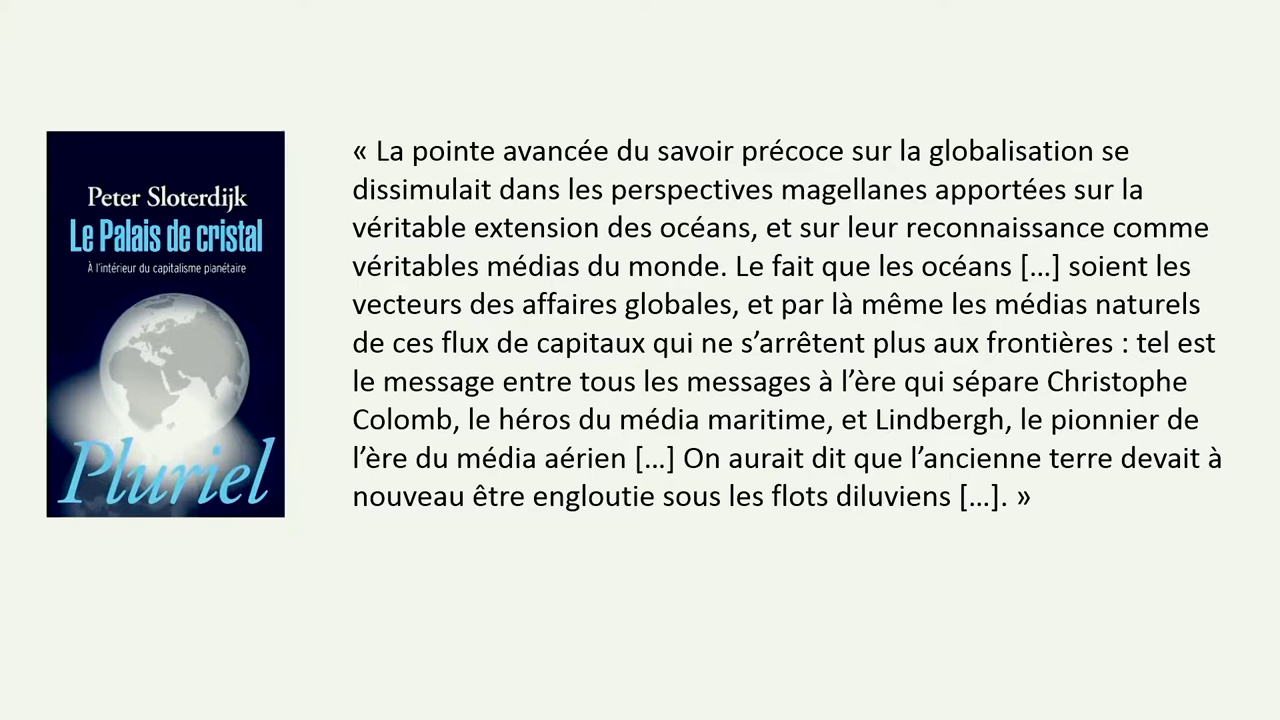 Peter Sloterdijk
Le Palais de cristal
À l'intérieur du capitalisme planétaire
Pluriel
« La pointe avancée du savoir précoce sur la globalisation se
dissimulait dans les perspectives magellanes apportées sur la
véritable extension des océans, et sur leur reconnaissance comme
véritables médias du monde. Le fait que les océans […] soient les
vecteurs des affaires globales, et par là même les médias naturels
de ces flux de capitaux qui ne s’arrêtent plus aux frontières : tel est
le message entre tous les messages à l’ère qui sépare Christophe
Colomb, le héros du média maritime, et Lindbergh, le pionnier de
l’ère du média aérien […] On aurait dit que l’ancienne terre devait à
nouveau être engloutie sous les flots diluviens […]. »